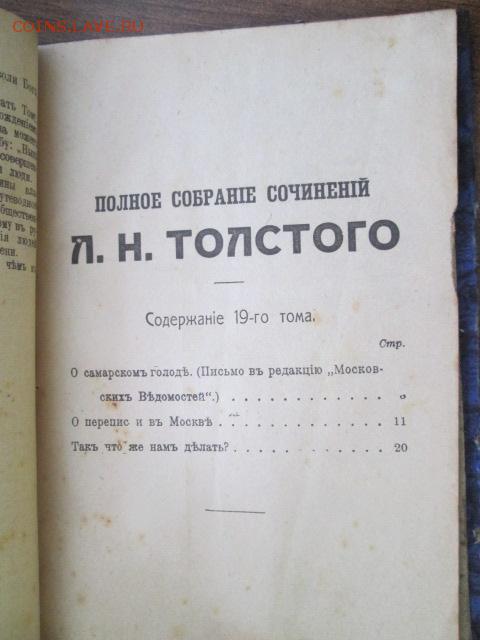 COINS.LAVE.RU
ПОЛНОЕ СОБРАНІЕ СОЧИНЕНІЙ
Л. Н. ТОЛСТОГО
Содержаніе 19-го тома.
Стр.
О самарскомъ голодѣ. (Письмо въ редакцію „Москов-
скихъ Вѣдомостей".) . . . . . . . . . . .
О перепис и въ Москвѣ . . . . . . . . . . . 11
Такъ что же намъ дѣлать? . . . . . . . . . . 20